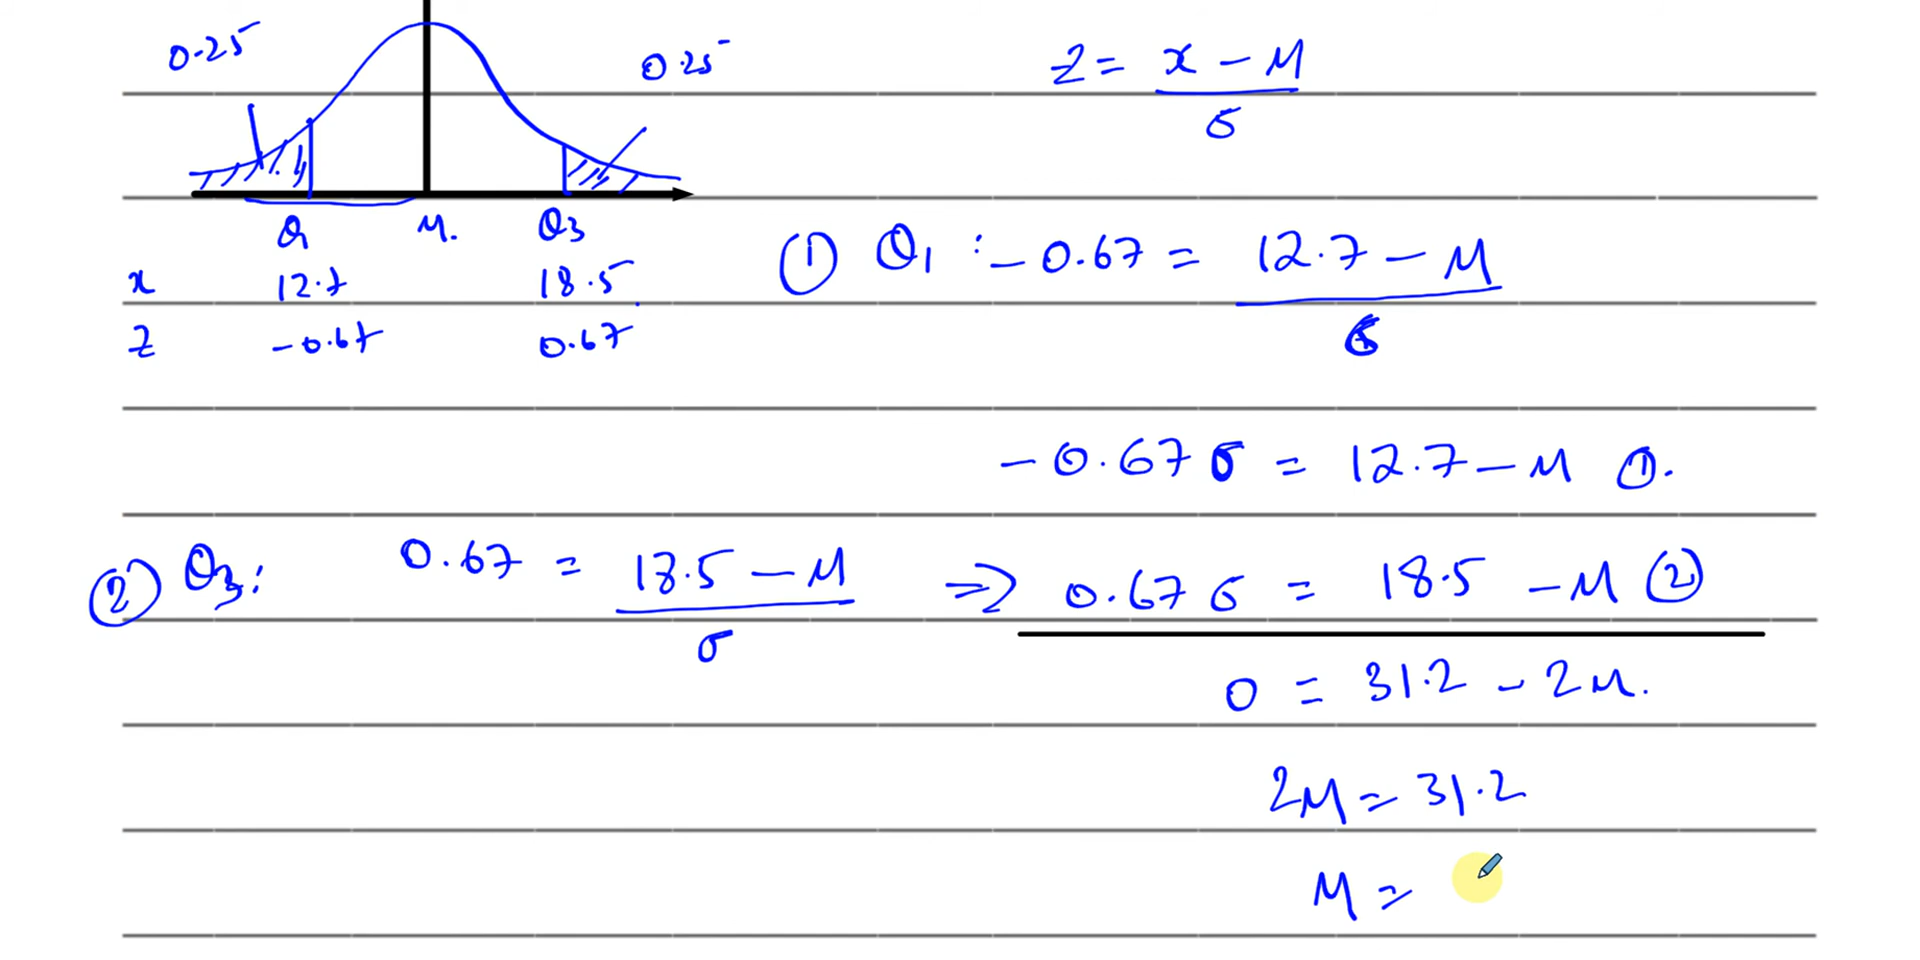 0.25
0.25
Z = x - μ / σ
Q1 μ. Q3
x 12.7 18.5
Z -0.67 0.67
① Q1 : -0.67 = 12.7 - μ / σ
-0.67 σ = 12.7 - μ ①.
② Q3: 0.67 = 18.5 - μ / σ => 0.67 σ = 18.5 - μ ②
0 = 31.2 - 2μ.
2μ = 31.2
μ =